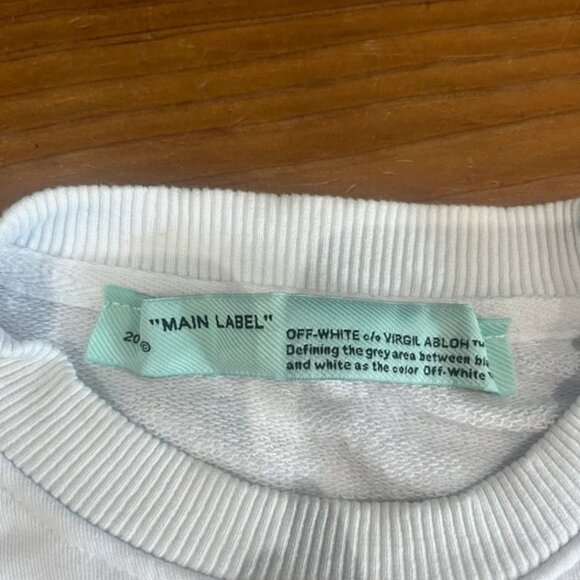 "MAIN LABEL"
20©
OFF-WHITE c/o VIRGIL ABLOH™
Defining the grey area between
and white as the color Off-White